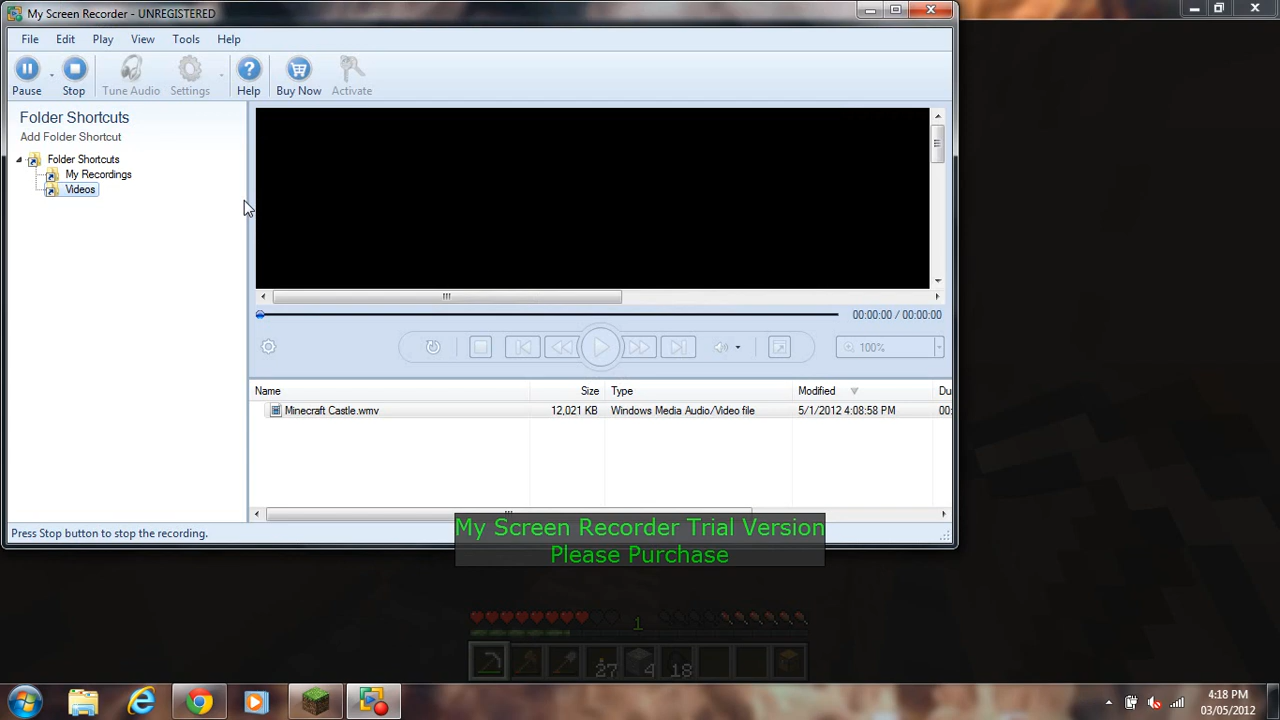 My Screen Recorder - UNREGISTERED
File Edit Play View Tools Help
Pause Stop Tune Audio Settings Help Buy Now Activate
Folder Shortcuts
Add Folder Shortcut
Folder Shortcuts
My Recordings
Videos
00:00:00 / 00:00:00
100%
Name Size Type Modified Du
Minecraft Castle.wmv 12,021 KB Windows Media Audio/Video file 5/1/2012 4:08:58 PM 00:
Press Stop button to stop the recording.
My Screen Recorder Trial Version
Please Purchase
1
27 4 18
4:18 PM
03/05/2012